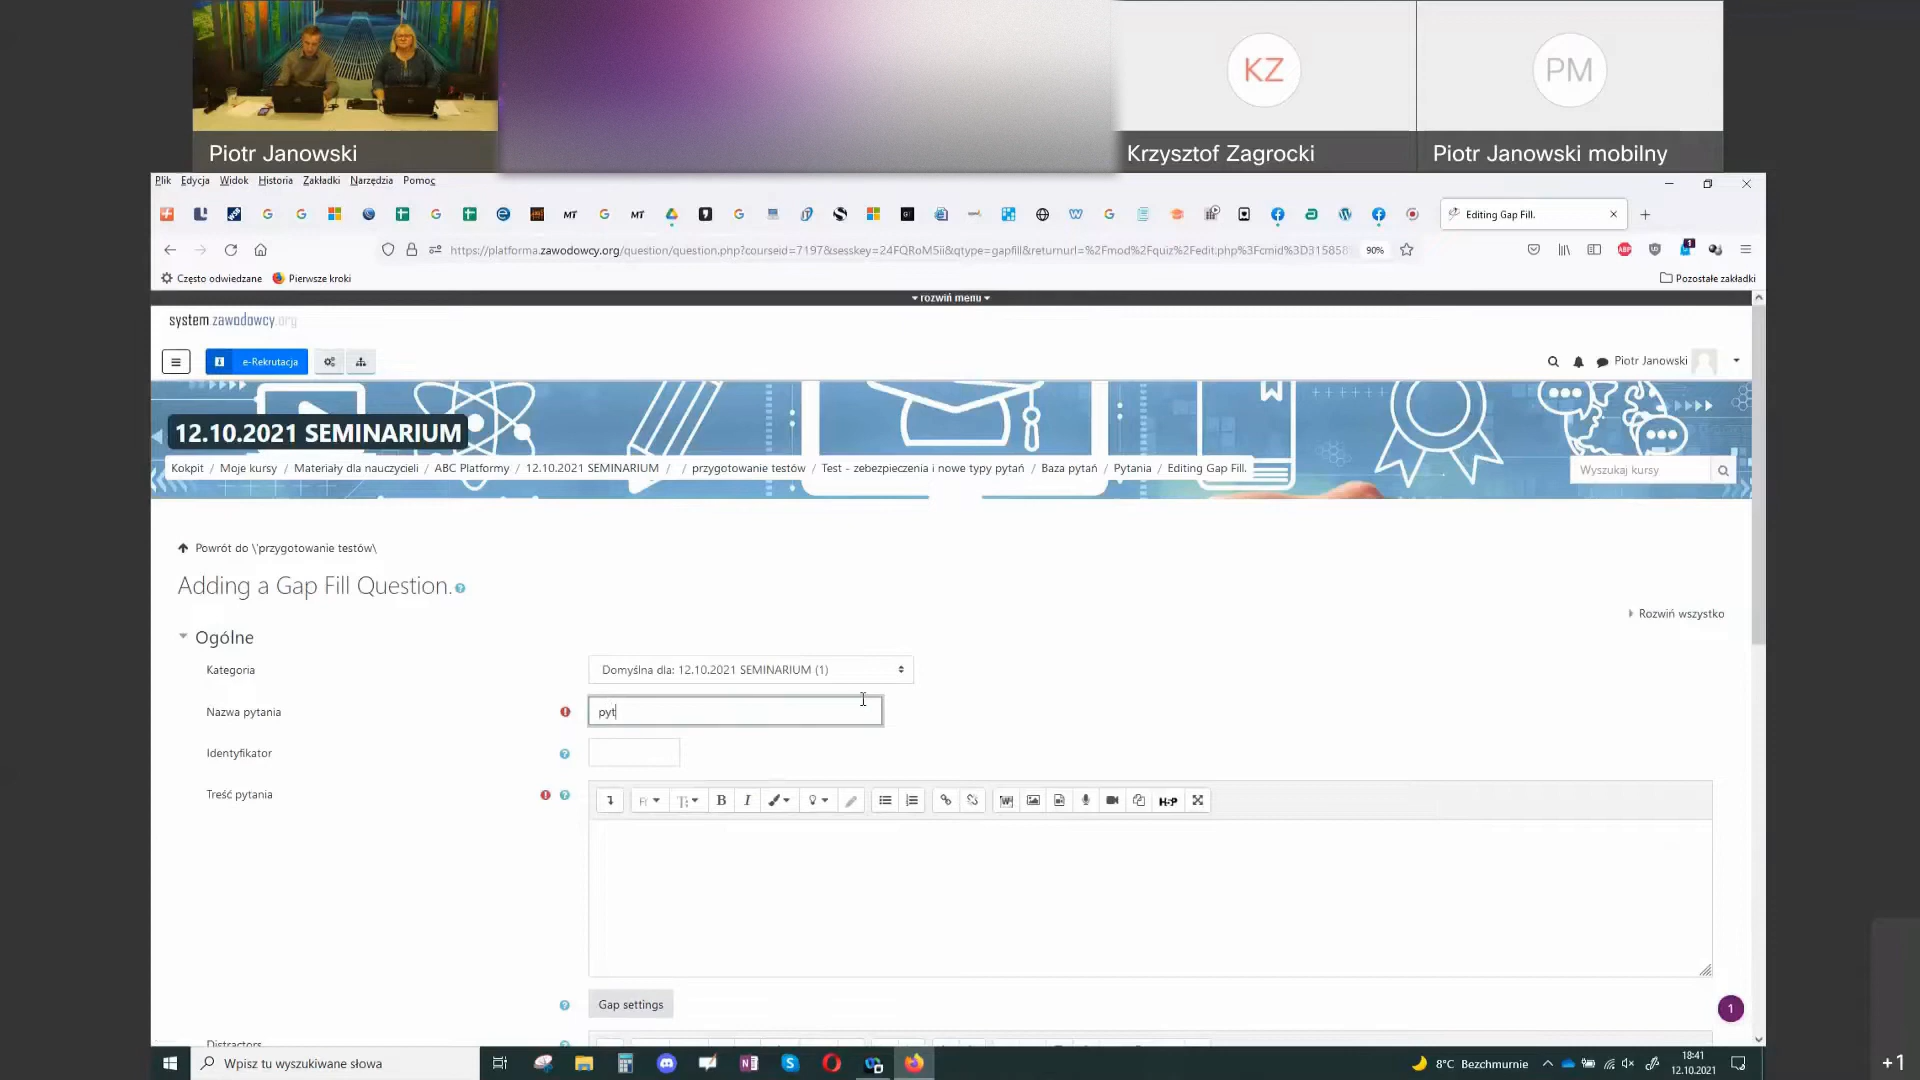 KZ
PM
Piotr Janowski
Krzysztof Zagrocki
Piotr Janowski mobilny
Plik Edycja Widok Historia Zakładki Narzędzia Pomoc
Editing Gap Fill.
https://platforma.zawodowcy.org/question/question.php?courseid=7197&sesskey=24FQRoM5ii&qtype=gapfill&returnurl=%2Fmod%2Fquiz%2Fedit.php%3Fcmid%3D315858
90%
Często odwiedzane Pierwsze kroki Pozostałe zakładki
rozwiń menu
system.zawodowcy.org
e-Rekrutacja
Piotr Janowski
12.10.2021 SEMINARIUM
Kokpit / Moje kursy / Materiały dla nauczycieli / ABC Platformy / 12.10.2021 SEMINARIUM / / przygotowanie testów / Test - zebezpieczenia i nowe typy pytań / Baza pytań / Pytania / Editing Gap Fill.
Wyszukaj kursy
Powrót do \'przygotowanie testów\
Adding a Gap Fill Question.
Rozwiń wszystko
Ogólne
Kategoria
Domyślna dla: 12.10.2021 SEMINARIUM (1)
Nazwa pytania
pyt
Identyfikator
Treść pytania
B I H-P
Gap settings
1
Distractors
Wpisz tu wyszukiwane słowa
8°C Bezchmurnie
18:41
12.10.2021
+1